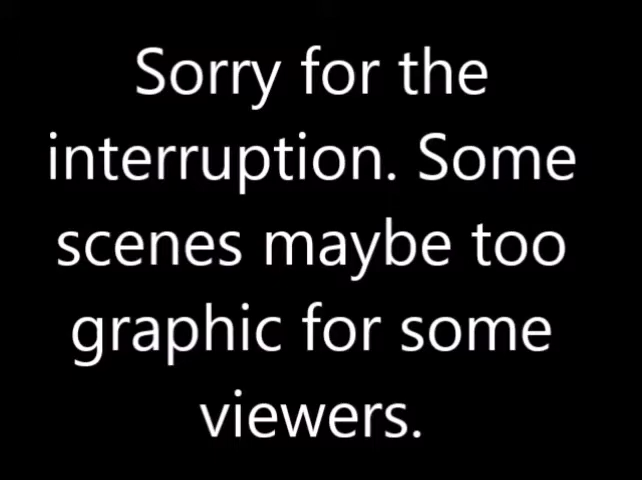 Sorry for the
interruption. Some
scenes maybe too
graphic for some
viewers.